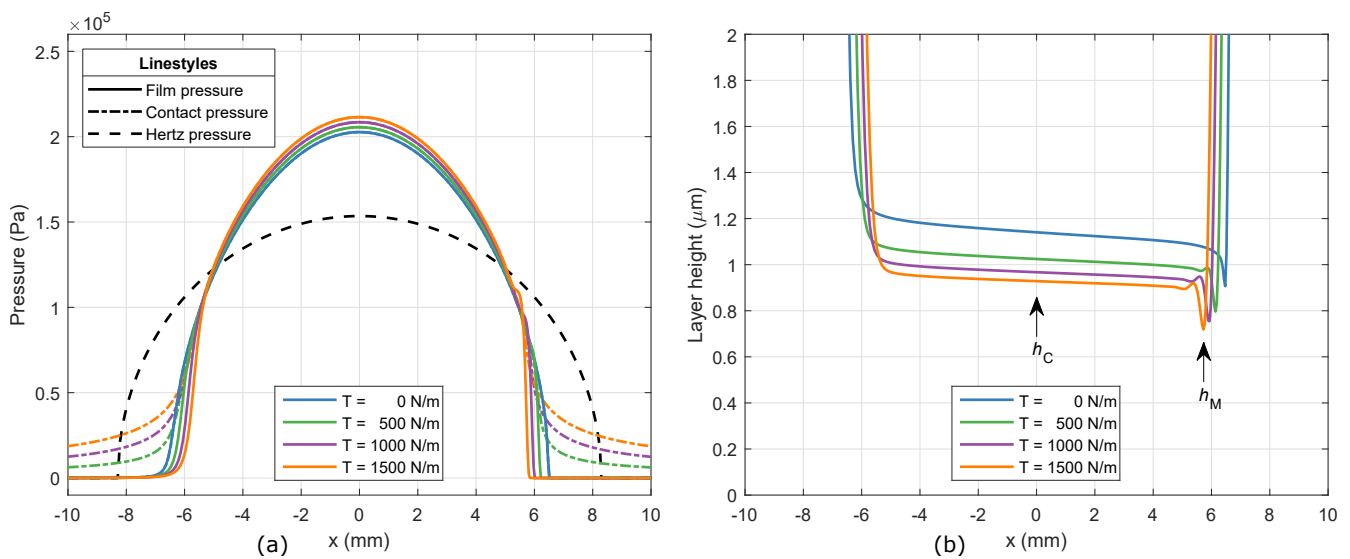 ×10⁵
2.5
2
1.5
1
0.5
0
Pressure (Pa)
Linestyles
Film pressure
Contact pressure
Hertz pressure
T = 0 N/m
T = 500 N/m
T = 1000 N/m
T = 1500 N/m
-10 -8 -6 -4 -2 0 2 4 6 8 10
(a) x (mm)
2
1.8
1.6
1.4
1.2
1
0.8
0.6
0.4
0.2
0
Layer height (μm)
h_C
h_M
T = 0 N/m
T = 500 N/m
T = 1000 N/m
T = 1500 N/m
-10 -8 -6 -4 -2 0 2 4 6 8 10
(b) x (mm)